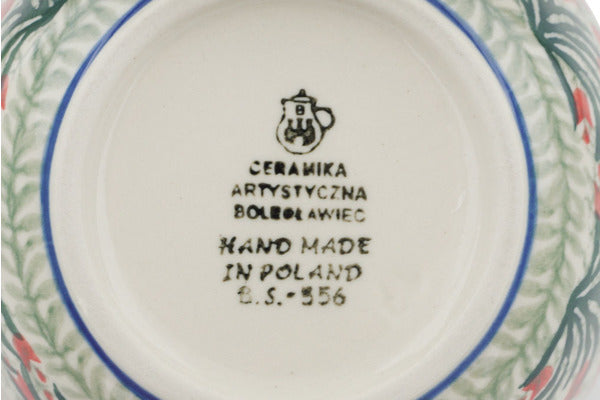 B
CERAMIKA
ARTYSTYCZNA
BOLESŁAWIEC
HAND MADE
IN POLAND
B.S.-556